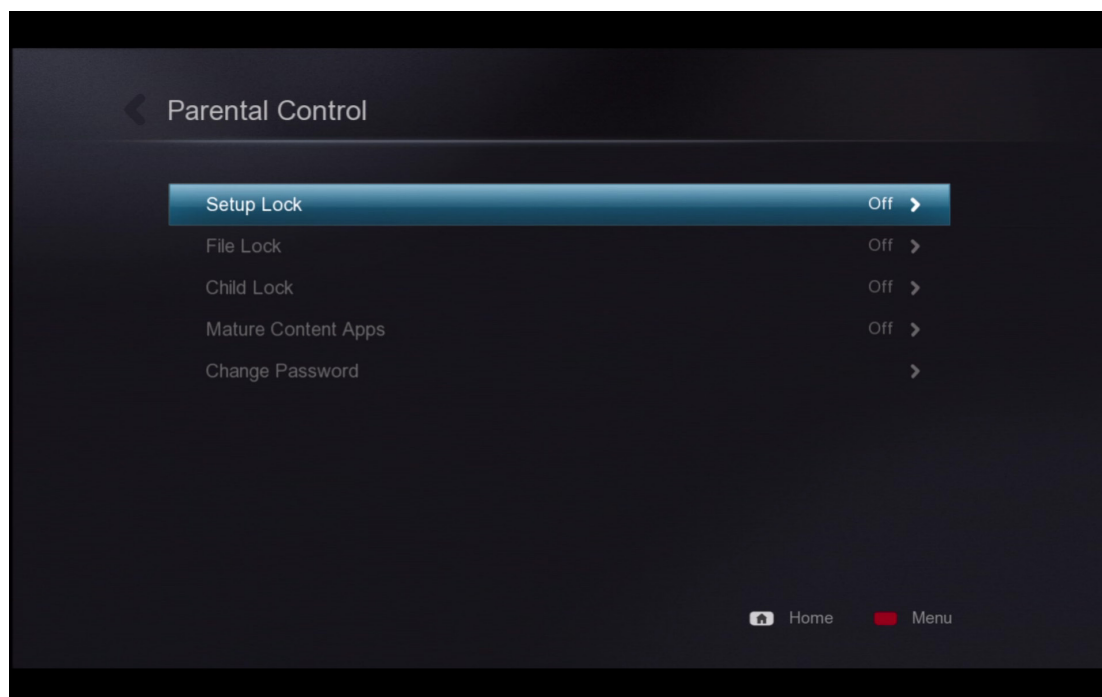 Parental Control
Setup Lock Off
File Lock Off
Child Lock Off
Mature Content Apps Off
Change Password
Home Menu